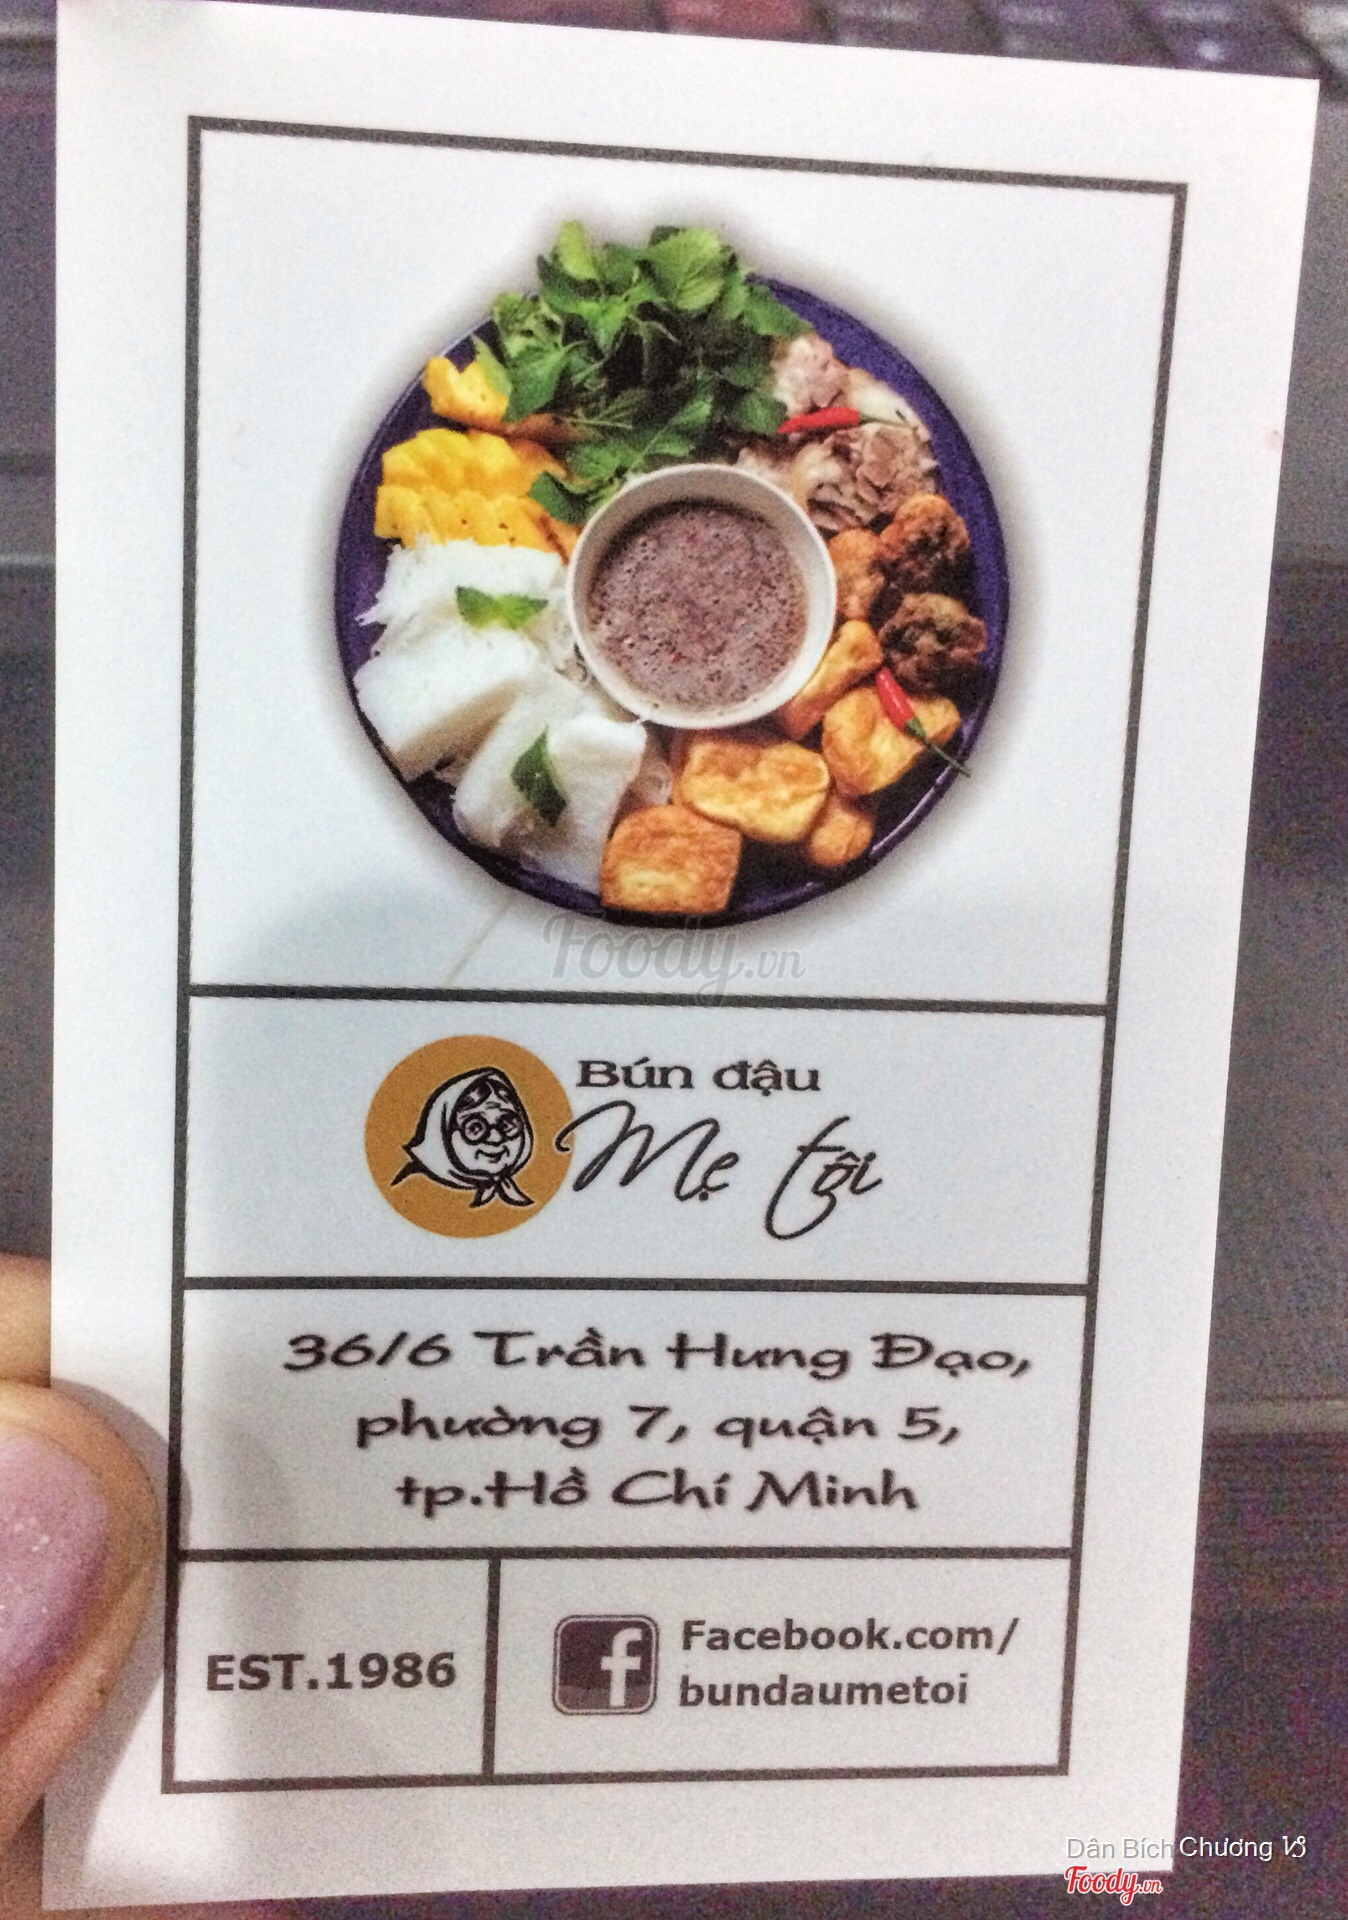 Foody.vn
Bún đậu
Mẹ tôi
36/6 Trần Hưng Đạo,
phường 7, quận 5,
tp.Hồ Chí Minh
EST.1986
Facebook.com/
bundaumetoi
Dân Bích Chương ♑
Foody.vn